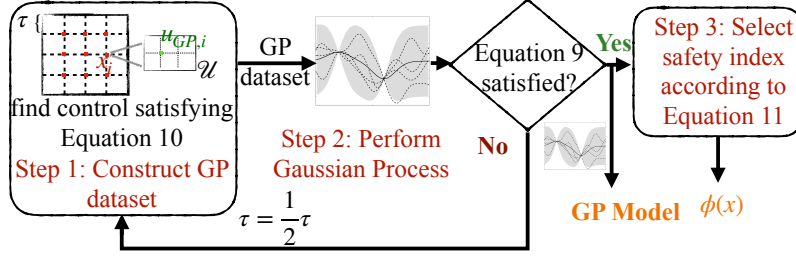 τ {
x_j
u_{GP,i}
𝒰
find control satisfying
Equation 10
Step 1: Construct GP
dataset
GP
dataset
Step 2: Perform
Gaussian Process
Equation 9
satisfied?
Yes
No
τ = 1/2 τ
GP Model
Step 3: Select
safety index
according to
Equation 11
ϕ(x)